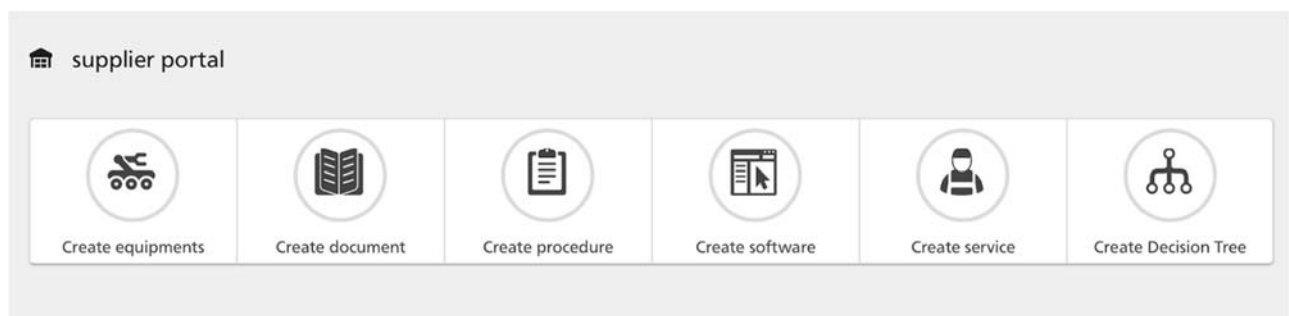 supplier portal
Create equipments
Create document
Create procedure
Create software
Create service
Create Decision Tree